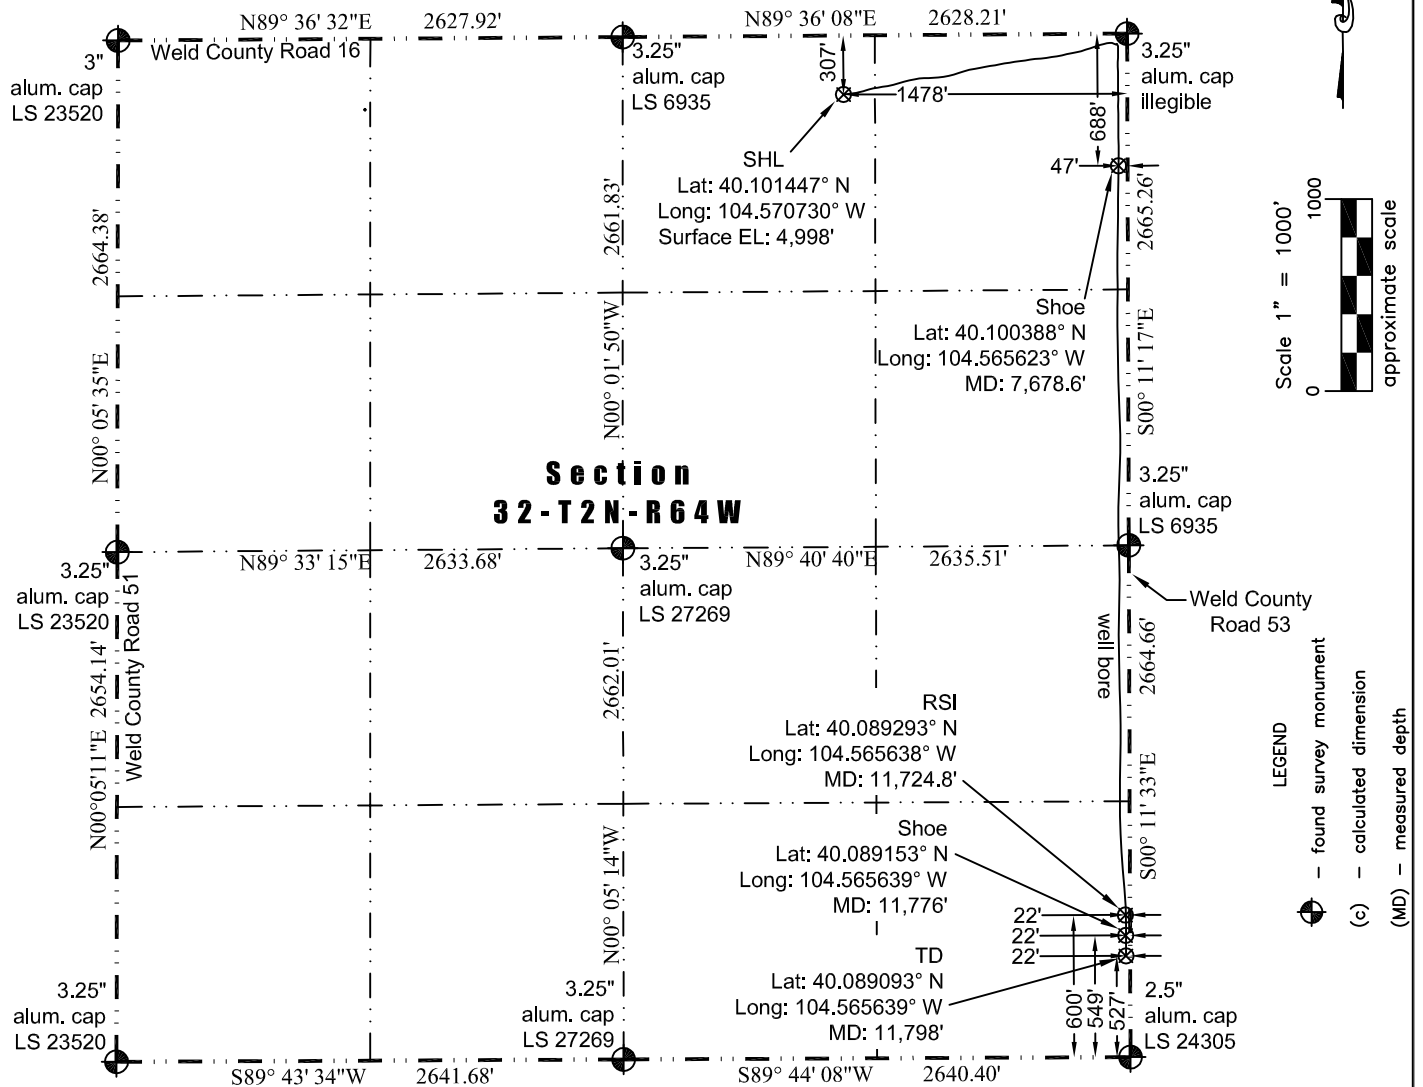 N89° 36' 32"E 2627.92' N89° 36' 08"E 2628.21'
Weld County Road 16
3"
alum. cap
LS 23520
3.25"
alum. cap
LS 6935
307'
1478'
3.25"
alum. cap
illegible
688'
47'
SHL
Lat: 40.101447° N
Long: 104.570730° W
Surface EL: 4,998'
2664.38'
2661.83'
2665.26'
Shoe
Lat: 40.100388° N
Long: 104.565623° W
MD: 7,678.6'
N00° 05' 35"E
N00° 01' 50"W
S00° 11' 17"E
Scale 1" = 1000'
0
1000
approximate scale
Section
32-T2N-R64W
3.25"
alum. cap
LS 6935
N89° 33' 15"E 2633.68' N89° 40' 40"E 2635.51'
3.25"
alum. cap
LS 23520
3.25"
alum. cap
LS 27269
Weld County
Road 53
Weld County Road 51
N00°05'11"E 2654.14'
2662.01'
well bore
2664.66'
RSI
Lat: 40.089293° N
Long: 104.565638° W
MD: 11,724.8'
N00° 05' 14"W
S00° 11' 33"E
Shoe
Lat: 40.089153° N
Long: 104.565639° W
MD: 11,776'
22'
22'
22'
TD
Lat: 40.089093° N
Long: 104.565639° W
MD: 11,798'
600'
549'
527'
3.25"
alum. cap
LS 23520
3.25"
alum. cap
LS 27269
2.5"
alum. cap
LS 24305
S89° 43' 34"W 2641.68' S89° 44' 08"W 2640.40'
LEGEND
– found survey monument
(c) – calculated dimension
(MD) – measured depth